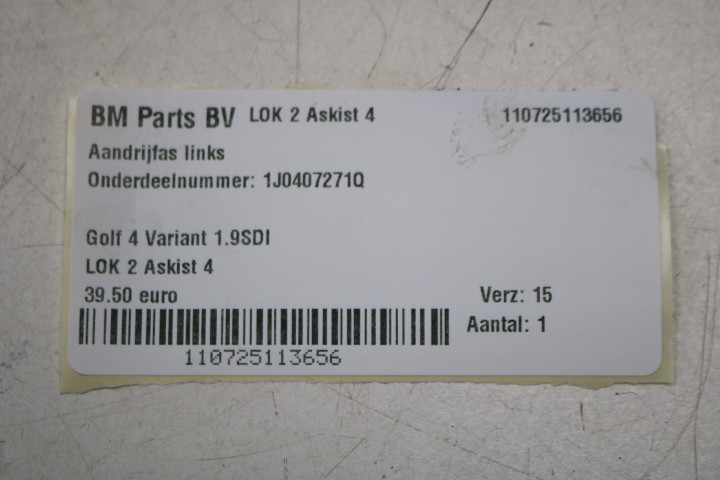 BM Parts BV LOK 2 Askist 4 110725113656
Aandrijfas links
Onderdeelnummer: 1J0407271Q
Golf 4 Variant 1.9SDI
LOK 2 Askist 4
39.50 euro Verz: 15
Aantal: 1
110725113656